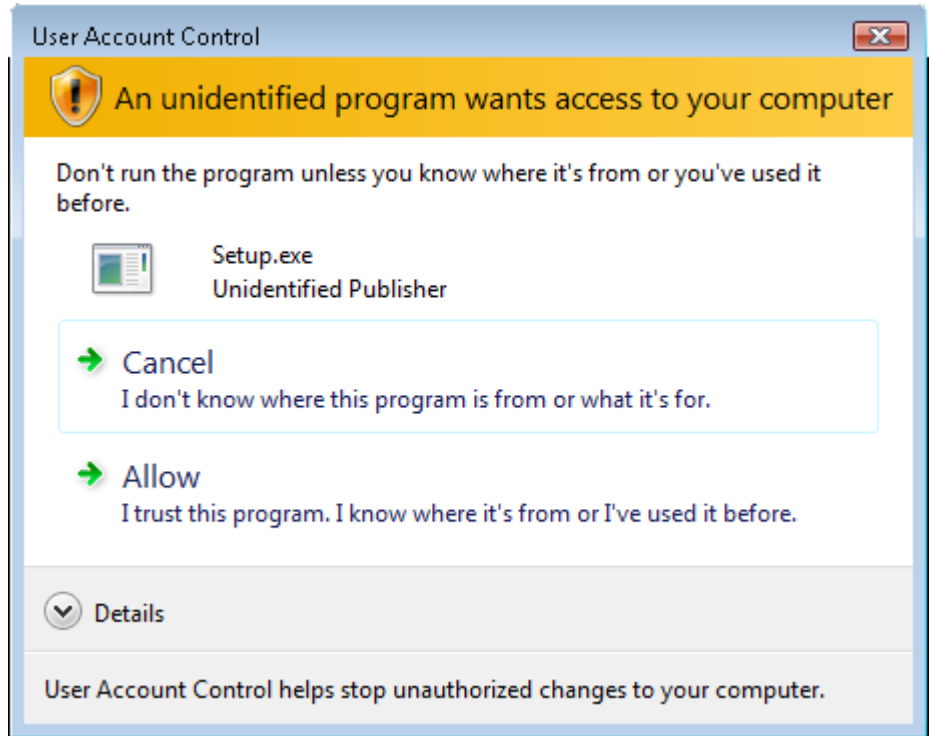 User Account Control
An unidentified program wants access to your computer
Don't run the program unless you know where it's from or you've used it
before.
Setup.exe
Unidentified Publisher
Cancel
I don't know where this program is from or what it's for.
Allow
I trust this program. I know where it's from or I've used it before.
Details
User Account Control helps stop unauthorized changes to your computer.